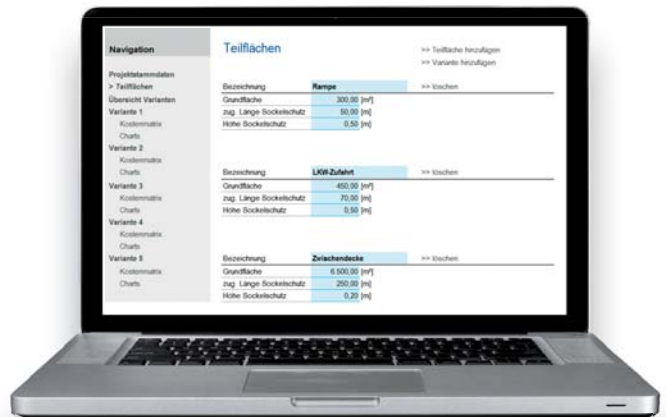 Navigation
Projektstammdaten
> Teilflächen
Übersicht Varianten
Variante 1
Kostenmatrix
Charts
Variante 2
Kostenmatrix
Charts
Variante 3
Kostenmatrix
Charts
Variante 4
Kostenmatrix
Charts
Variante 5
Kostenmatrix
Charts
Teilflächen
>> Teilfläche hinzufügen
>> Variante hinzufügen
Bezeichnung Rampe >> löschen
Grundfläche 300,00 [m²]
zug. Länge Sockelschutz 50,00 [m]
Höhe Sockelschutz 0,50 [m]
Bezeichnung LKW-Zufahrt >> löschen
Grundfläche 450,00 [m²]
zug. Länge Sockelschutz 70,00 [m]
Höhe Sockelschutz 0,50 [m]
Bezeichnung Zwischendecke >> löschen
Grundfläche 6.500,00 [m²]
zug. Länge Sockelschutz 250,00 [m]
Höhe Sockelschutz 0,20 [m]